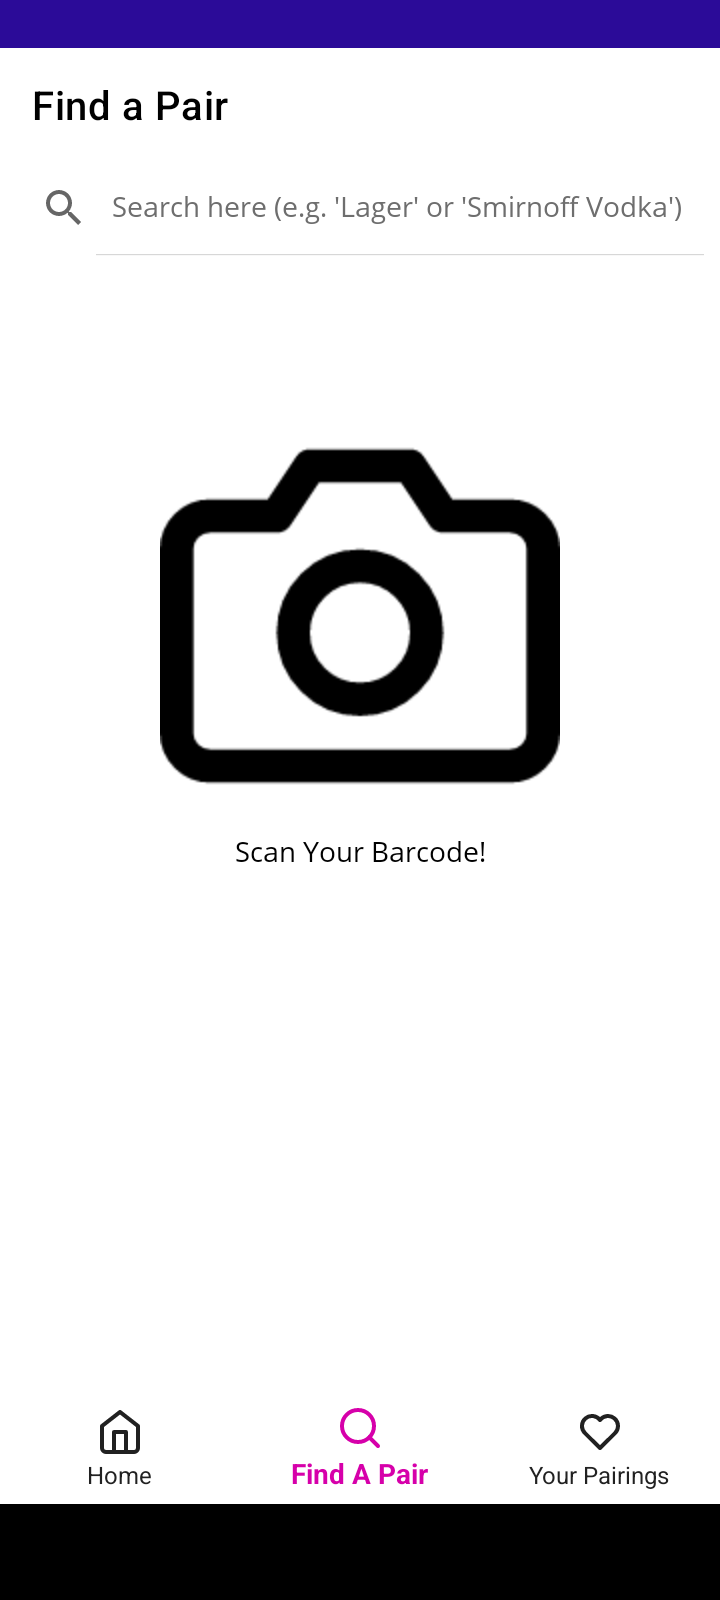 Find a Pair
Search here (e.g. 'Lager' or 'Smirnoff Vodka')
Scan Your Barcode!
Home
Find A Pair
Your Pairings